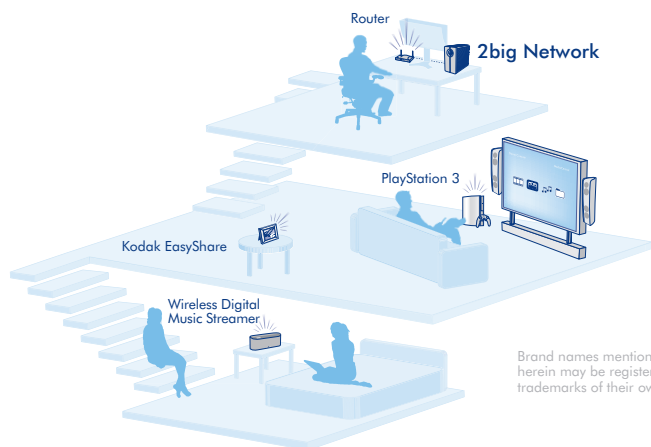 Router
2big Network
PlayStation 3
Kodak EasyShare
Wireless Digital
Music Streamer
Brand names mention
herein may be register
trademarks of their ow